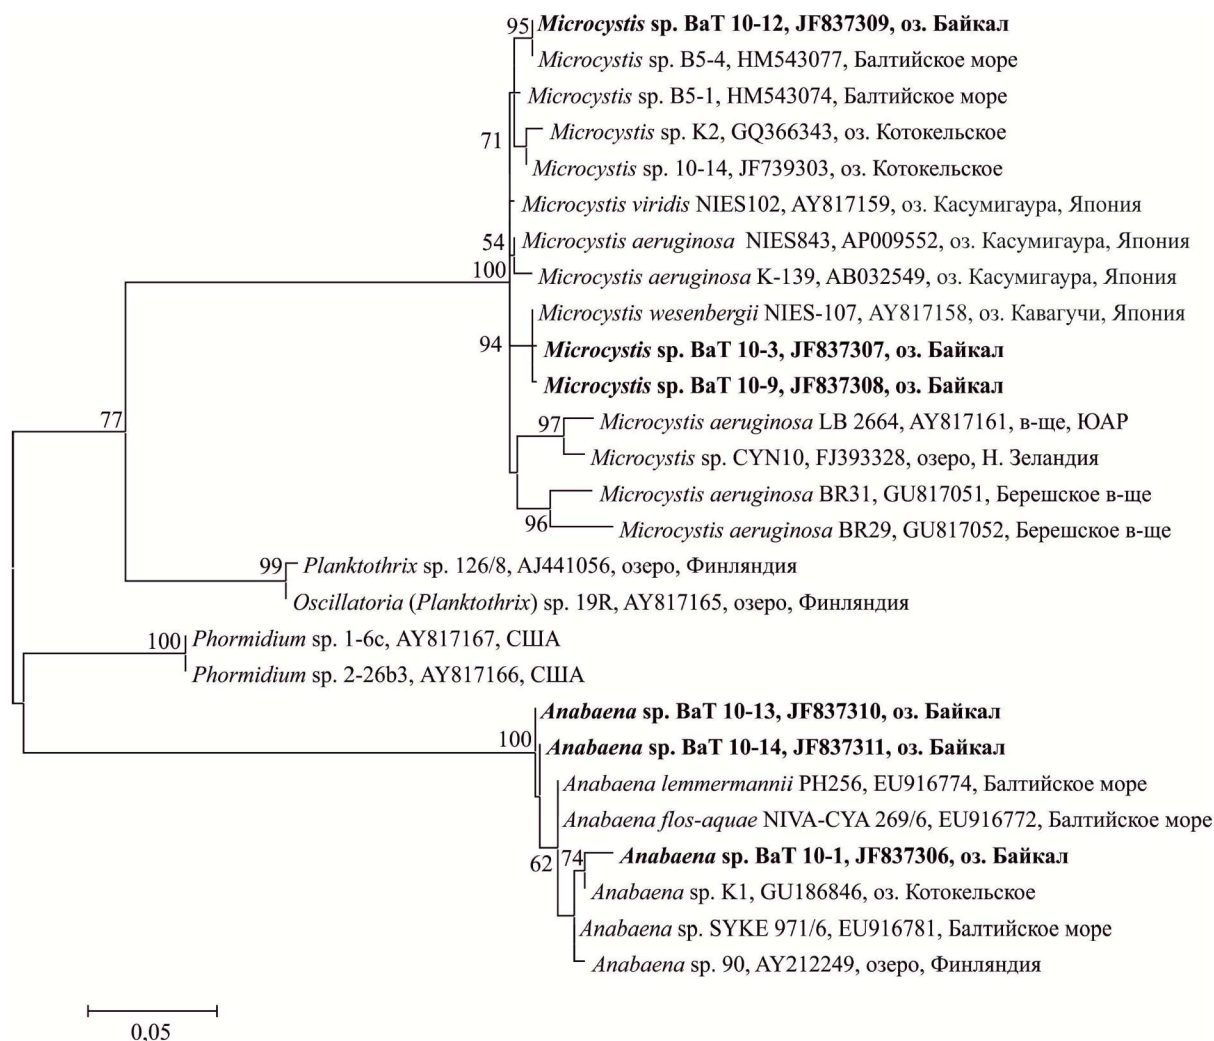 95 Microcystis sp. BaT 10-12, JF837309, оз. Байкал
Microcystis sp. B5-4, HM543077, Балтийское море
Microcystis sp. B5-1, HM543074, Балтийское море
71 Microcystis sp. K2, GQ366343, оз. Котокельское
Microcystis sp. 10-14, JF739303, оз. Котокельское
Microcystis viridis NIES102, AY817159, оз. Касумигаура, Япония
54 Microcystis aeruginosa NIES843, AP009552, оз. Касумигаура, Япония
100 Microcystis aeruginosa K-139, AB032549, оз. Касумигаура, Япония
Microcystis wesenbergii NIES-107, AY817158, оз. Кавагучи, Япония
94 Microcystis sp. BaT 10-3, JF837307, оз. Байкал
Microcystis sp. BaT 10-9, JF837308, оз. Байкал
97 Microcystis aeruginosa LB 2664, AY817161, в-ще, ЮАР
77 Microcystis sp. CYN10, FJ393328, озеро, Н. Зеландия
Microcystis aeruginosa BR31, GU817051, Берешское в-ще
96 Microcystis aeruginosa BR29, GU817052, Берешское в-ще
99 Planktothrix sp. 126/8, AJ441056, озеро, Финляндия
Oscillatoria (Planktothrix) sp. 19R, AY817165, озеро, Финляндия
100 Phormidium sp. 1-6c, AY817167, США
Phormidium sp. 2-26b3, AY817166, США
Anabaena sp. BaT 10-13, JF837310, оз. Байкал
100 Anabaena sp. BaT 10-14, JF837311, оз. Байкал
Anabaena lemmermannii PH256, EU916774, Балтийское море
Anabaena flos-aquae NIVA-CYA 269/6, EU916772, Балтийское море
62 74 Anabaena sp. BaT 10-1, JF837306, оз. Байкал
Anabaena sp. K1, GU186846, оз. Котокельское
Anabaena sp. SYKE 971/6, EU916781, Балтийское море
Anabaena sp. 90, AY212249, озеро, Финляндия
0,05